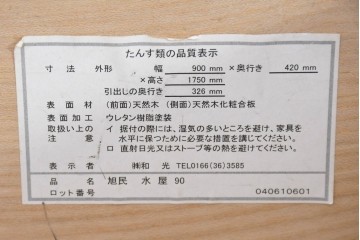 たんす類の品質表示
寸法 外形 幅 900 mm ×奥行き 420 mm
×高さ 1750 mm
引出しの奥行き 326 mm
表面材 (前面)天然木 (側面)天然木化粧合板
表面加工 ウレタン樹脂塗装
取扱い上の イ 据付の際には、湿気の多いところを避け、家具を
注意 水平に保つために必要な措置を講じてください。
ロ 直射日光又はストーブ等の熱を避けてください。
表示者 ㈱和光 TEL0166(36)3585
品名 旭民 水屋 90
ロット番号 040610601